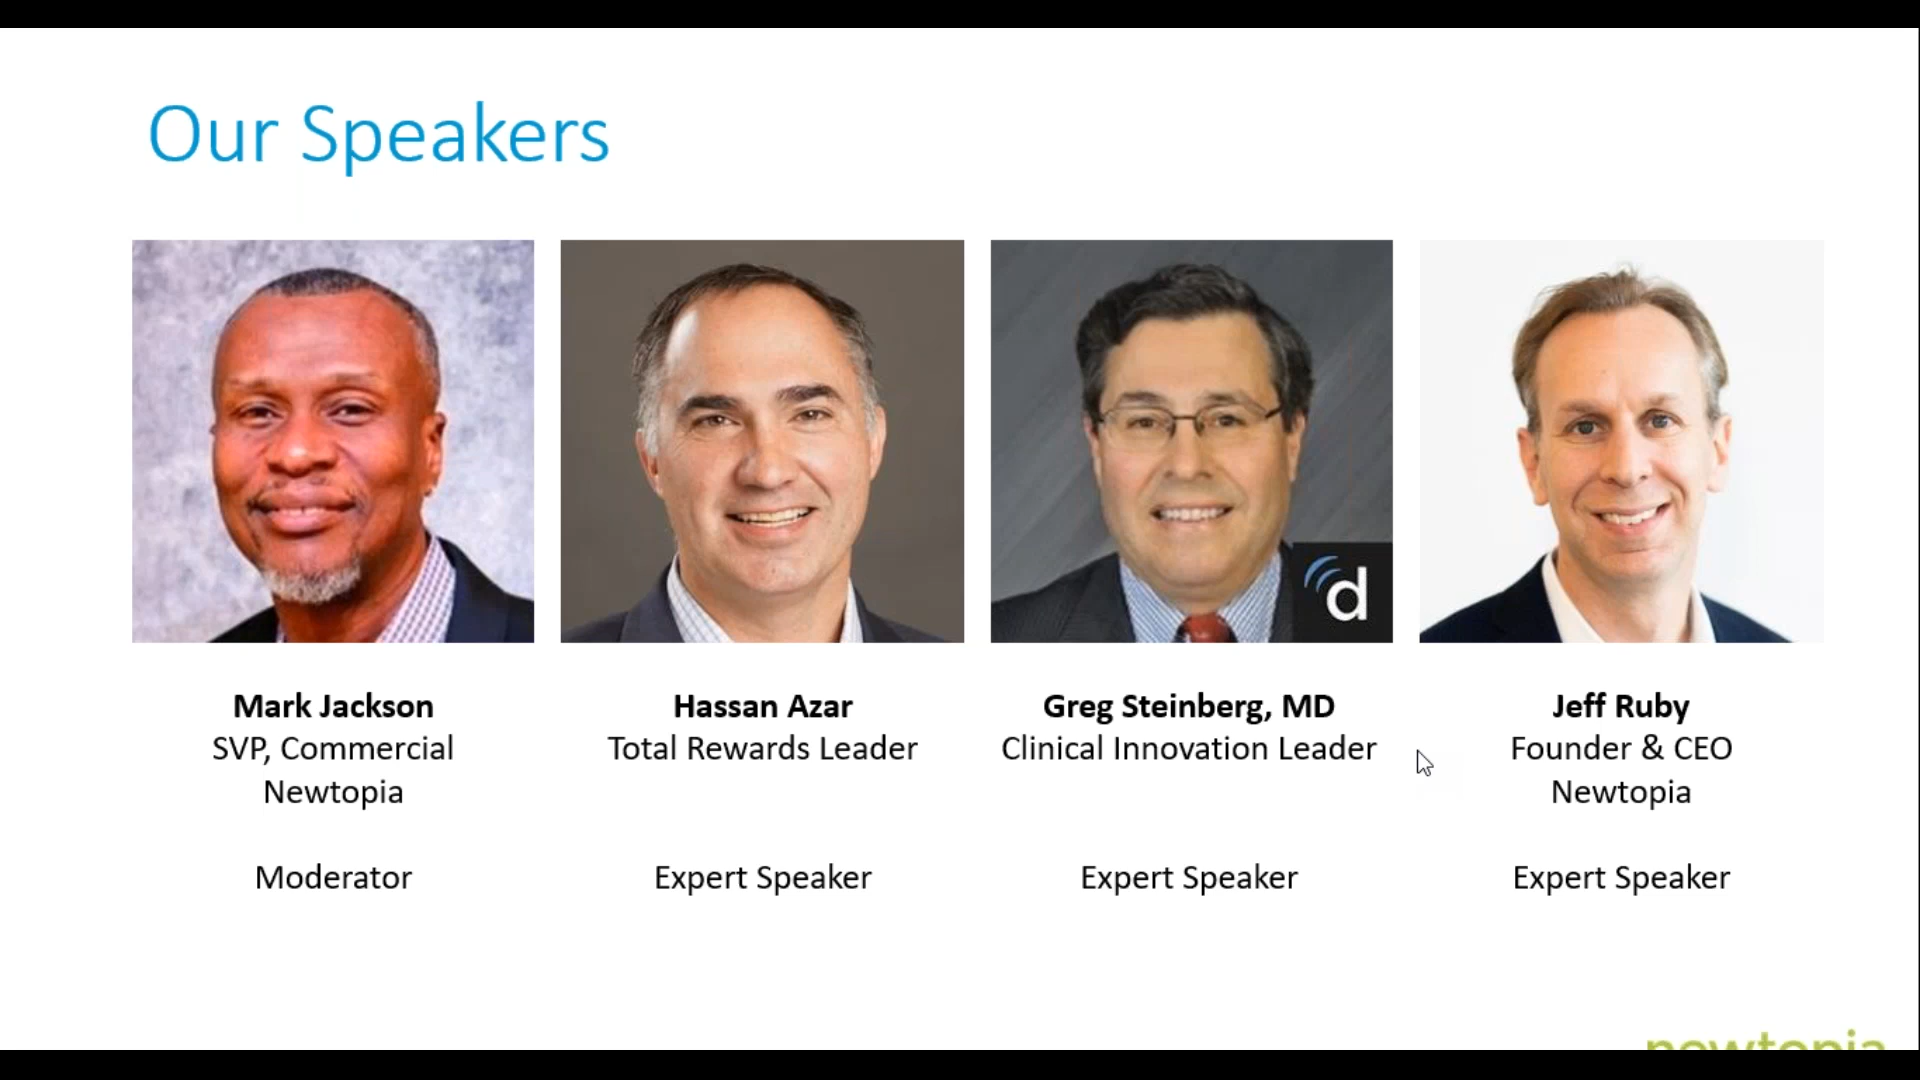 Our Speakers
d
Mark Jackson
SVP, Commercial
Newtopia
Moderator
Hassan Azar
Total Rewards Leader
Expert Speaker
Greg Steinberg, MD
Clinical Innovation Leader
Expert Speaker
Jeff Ruby
Founder & CEO
Newtopia
Expert Speaker
newtopia